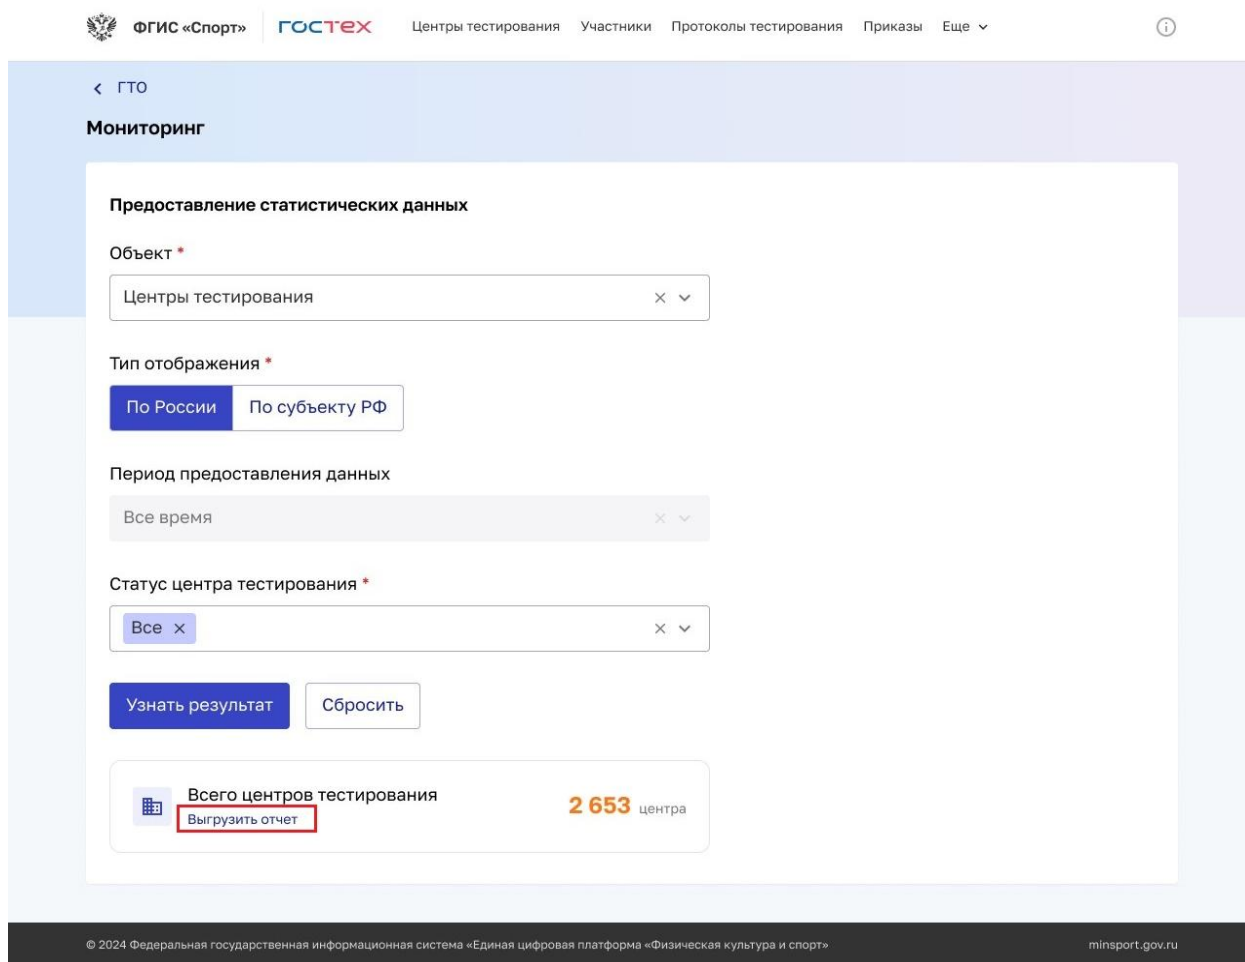 ФГИС «Спорт» ГОСТЕХ Центры тестирования Участники Протоколы тестирования Приказы Еще
ГТО
Мониторинг
Предоставление статистических данных
Объект *
Центры тестирования
Тип отображения *
По России По субъекту РФ
Период предоставления данных
Все время
Статус центра тестирования *
Все
Узнать результат Сбросить
Всего центров тестирования
2 653 центра
Выгрузить отчет
© 2024 Федеральная государственная информационная система «Единая цифровая платформа «Физическая культура и спорт» minsport.gov.ru